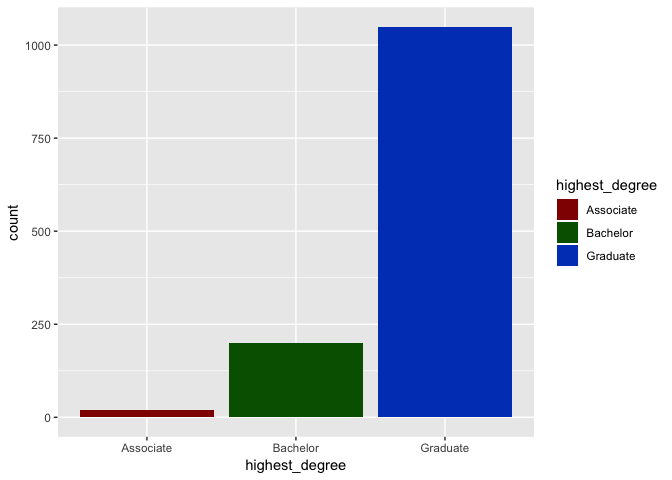 1000
750
500
250
0
count
Associate
Bachelor
Graduate
highest_degree
highest_degree
Associate
Bachelor
Graduate